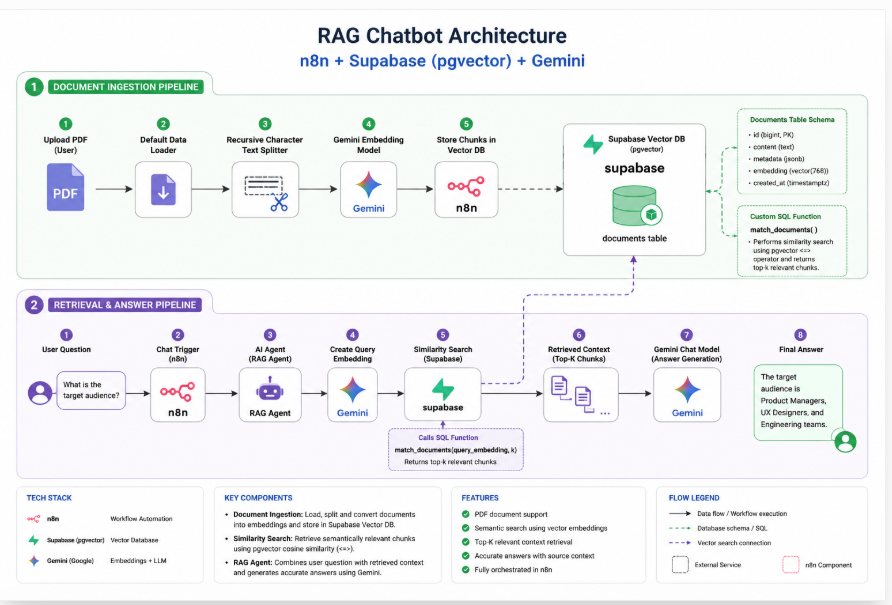 RAG Chatbot Architecture
n8n + Supabase (pgvector) + Gemini
1 DOCUMENT INGESTION PIPELINE
1
Upload PDF
(User)
PDF
2
Default Data
Loader
3
Recursive Character
Text Splitter
4
Gemini Embedding
Model
Gemini
5
Store Chunks in
Vector DB
n8n
Supabase Vector DB
(pgvector)
supabase
documents table
Documents Table Schema
• id (bigint, PK)
• content (text)
• metadata (jsonb)
• embedding (vector(768))
• created_at (timestamptz)
Custom SQL Function
match_documents( )
• Performs similarity search
using pgvector <=>
operator and returns
top-k relevant chunks.
2 RETRIEVAL & ANSWER PIPELINE
1
User Question
What is the
target audience?
2
Chat Trigger
(n8n)
n8n
3
AI Agent
(RAG Agent)
RAG Agent
4
Create Query
Embedding
Gemini
5
Similarity Search
(Supabase)
supabase
Calls SQL Function
match_documents(query_embedding, k)
Returns top-k relevant chunks
6
Retrieved Context
(Top-K Chunks)
...
7
Gemini Chat Model
(Answer Generation)
Gemini
8
Final Answer
The target
audience is
Product Managers,
UX Designers, and
Engineering teams.
TECH STACK
n8n Workflow Automation
Supabase (pgvector) Vector Database
Gemini (Google) Embeddings + LLM
KEY COMPONENTS
• Document Ingestion: Load, split and convert documents
into embeddings and store in Supabase Vector DB.
• Similarity Search: Retrieve semantically relevant chunks
using pgvector cosine similarity (<=>).
• RAG Agent: Combines user question with retrieved context
and generates accurate answers using Gemini.
FEATURES
PDF document support
Semantic search using vector embeddings
Top-K relevant context retrieval
Accurate answers with source context
Fully orchestrated in n8n
FLOW LEGEND
Data flow / Workflow execution
Database schema / SQL
Vector search connection
External Service
n8n Component